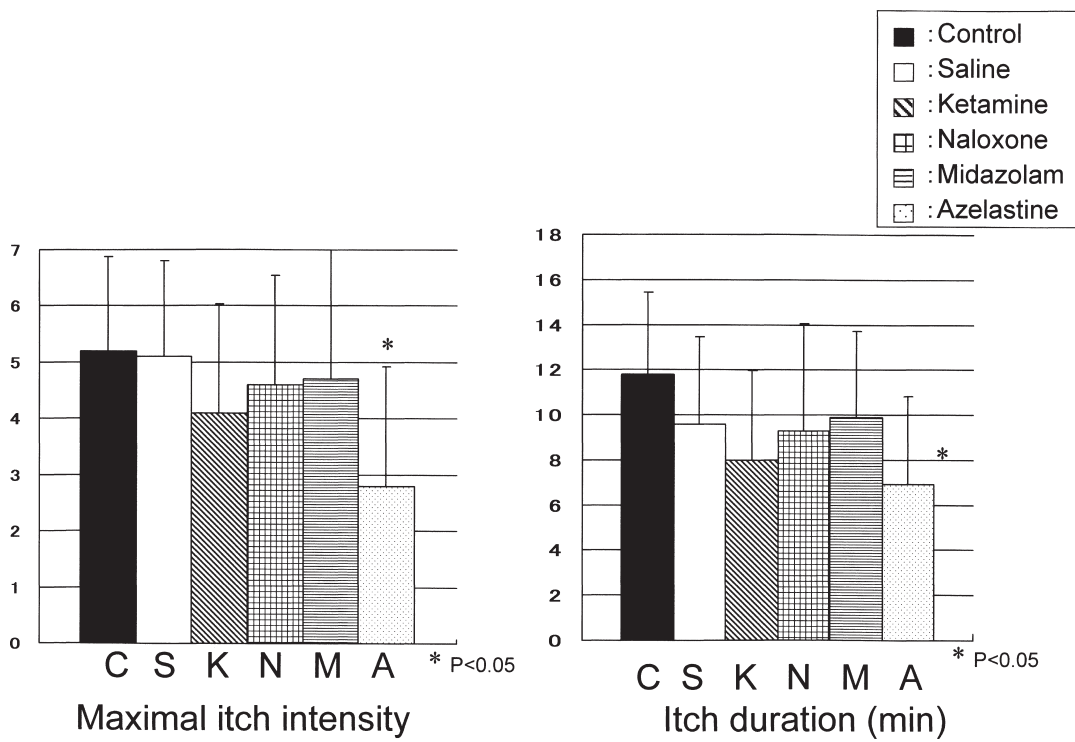 : Control
: Saline
: Ketamine
: Naloxone
: Midazolam
: Azelastine
7
6
5
4
3
2
1
0
*
C S K N M A
* P<0.05
Maximal itch intensity
18
16
14
12
10
8
6
4
2
0
*
C S K N M A
* P<0.05
Itch duration (min)